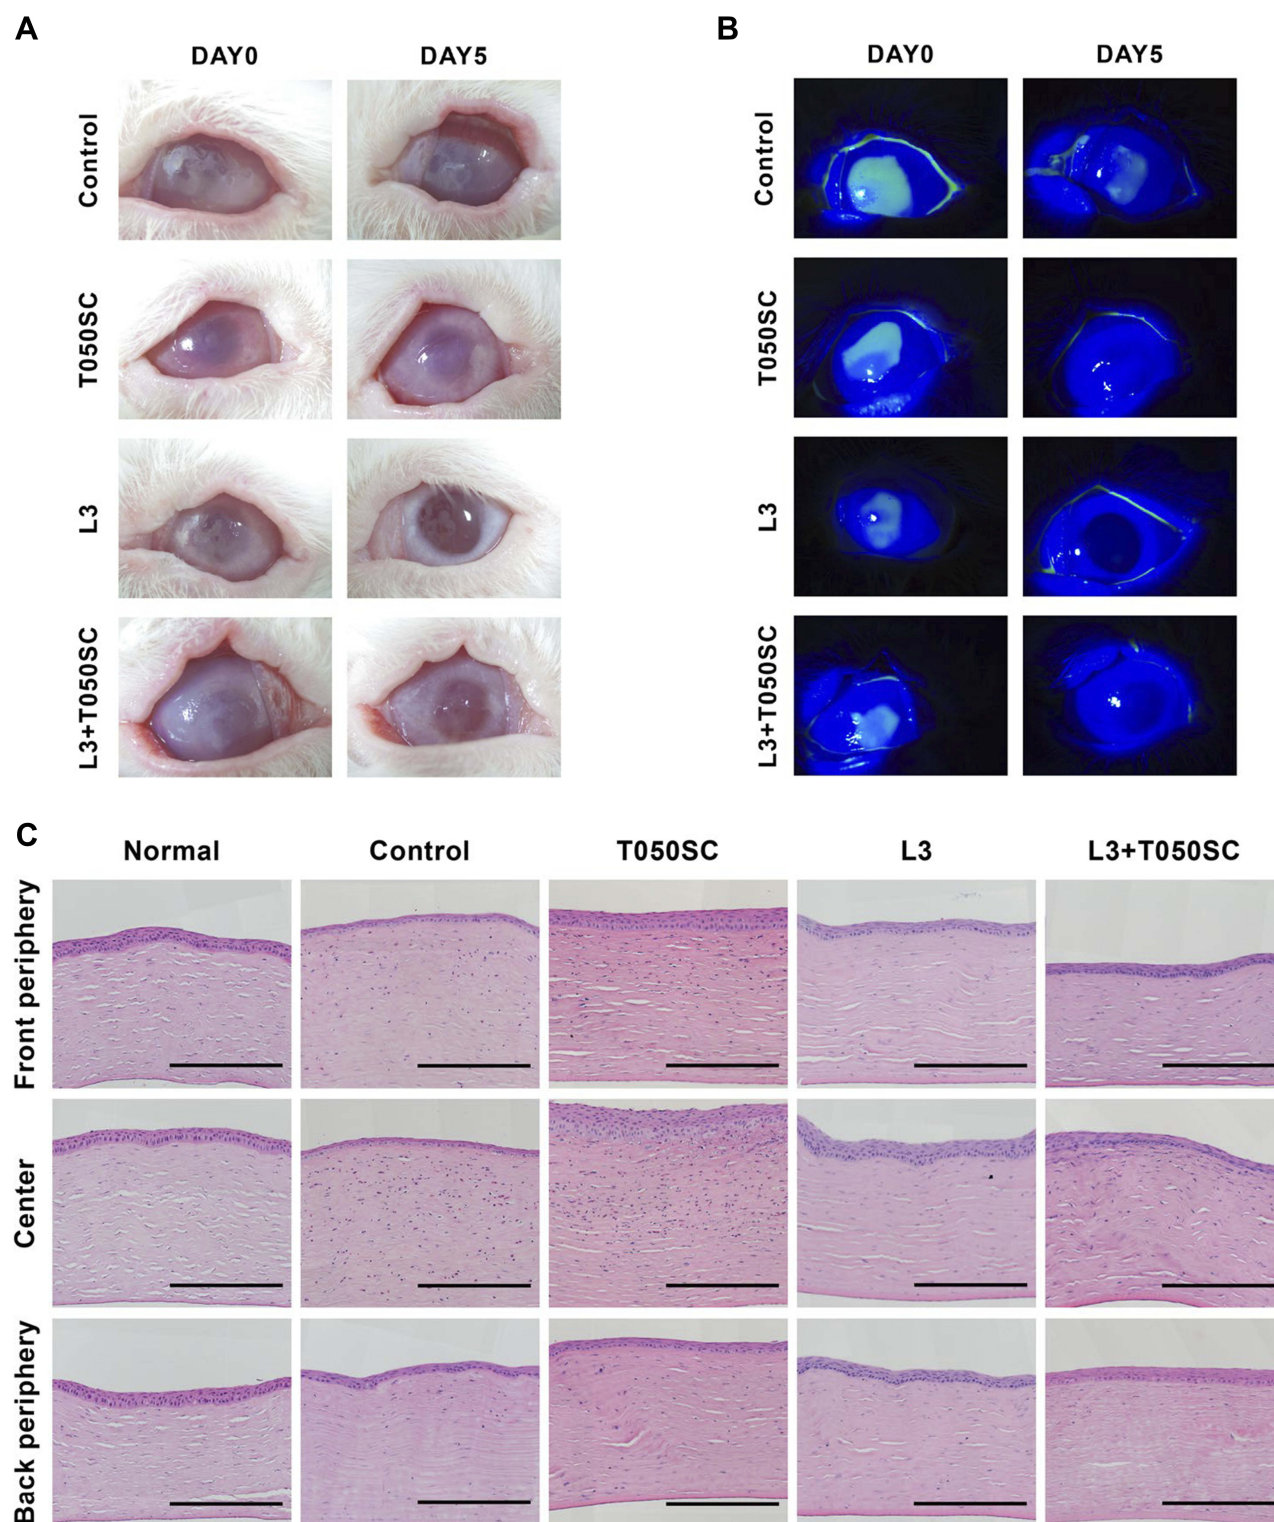 A
DAY0 DAY5
Control
T050SC
L3
L3+T050SC
B
DAY0 DAY5
Control
T050SC
L3
L3+T050SC
C
Normal Control T050SC L3 L3+T050SC
Front periphery
Center
Back periphery